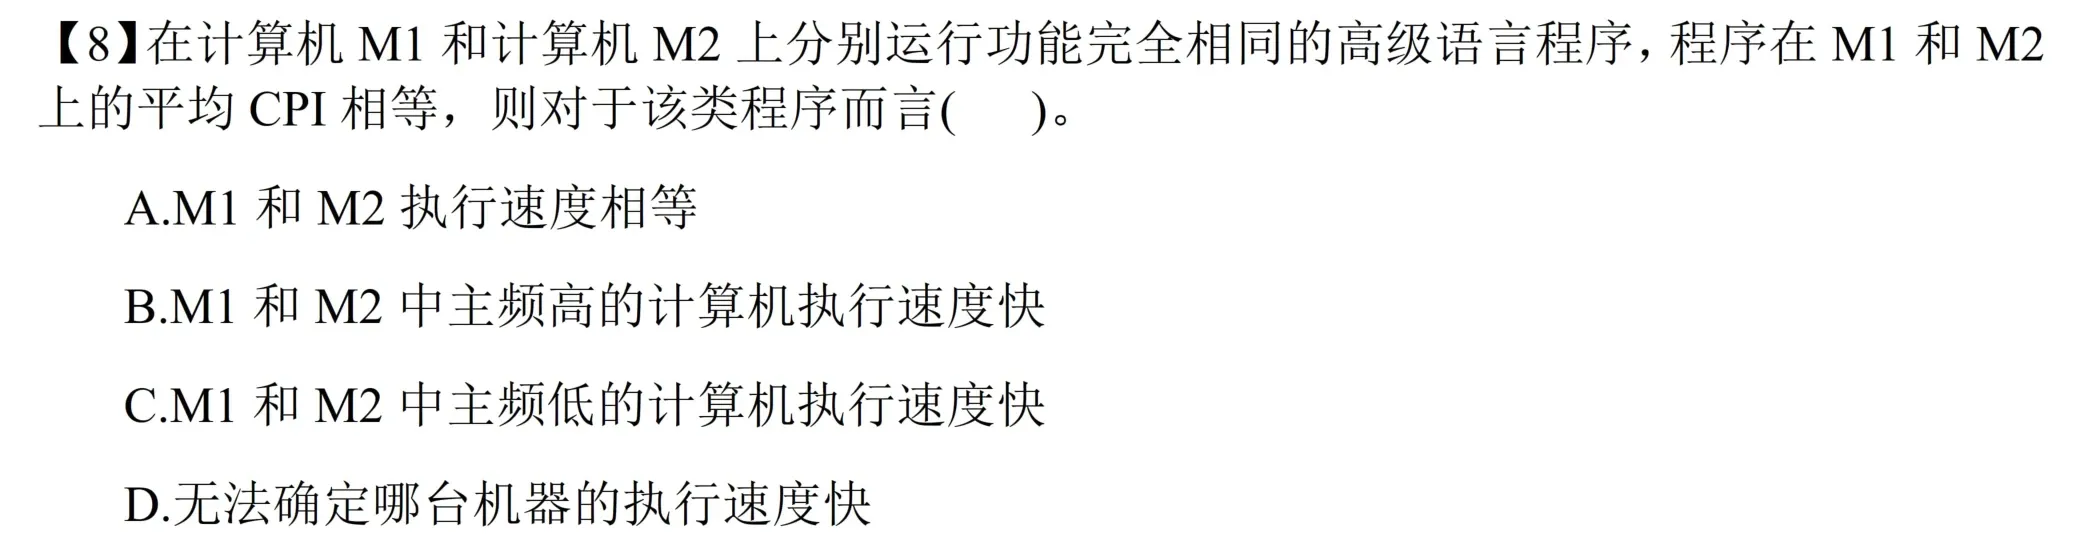 【8】在计算机 M1 和计算机 M2 上分别运行功能完全相同的高级语言程序，程序在 M1 和 M2
上的平均 CPI 相等，则对于该类程序而言(    )。
A.M1 和 M2 执行速度相等
B.M1 和 M2 中主频高的计算机执行速度快
C.M1 和 M2 中主频低的计算机执行速度快
D.无法确定哪台机器的执行速度快